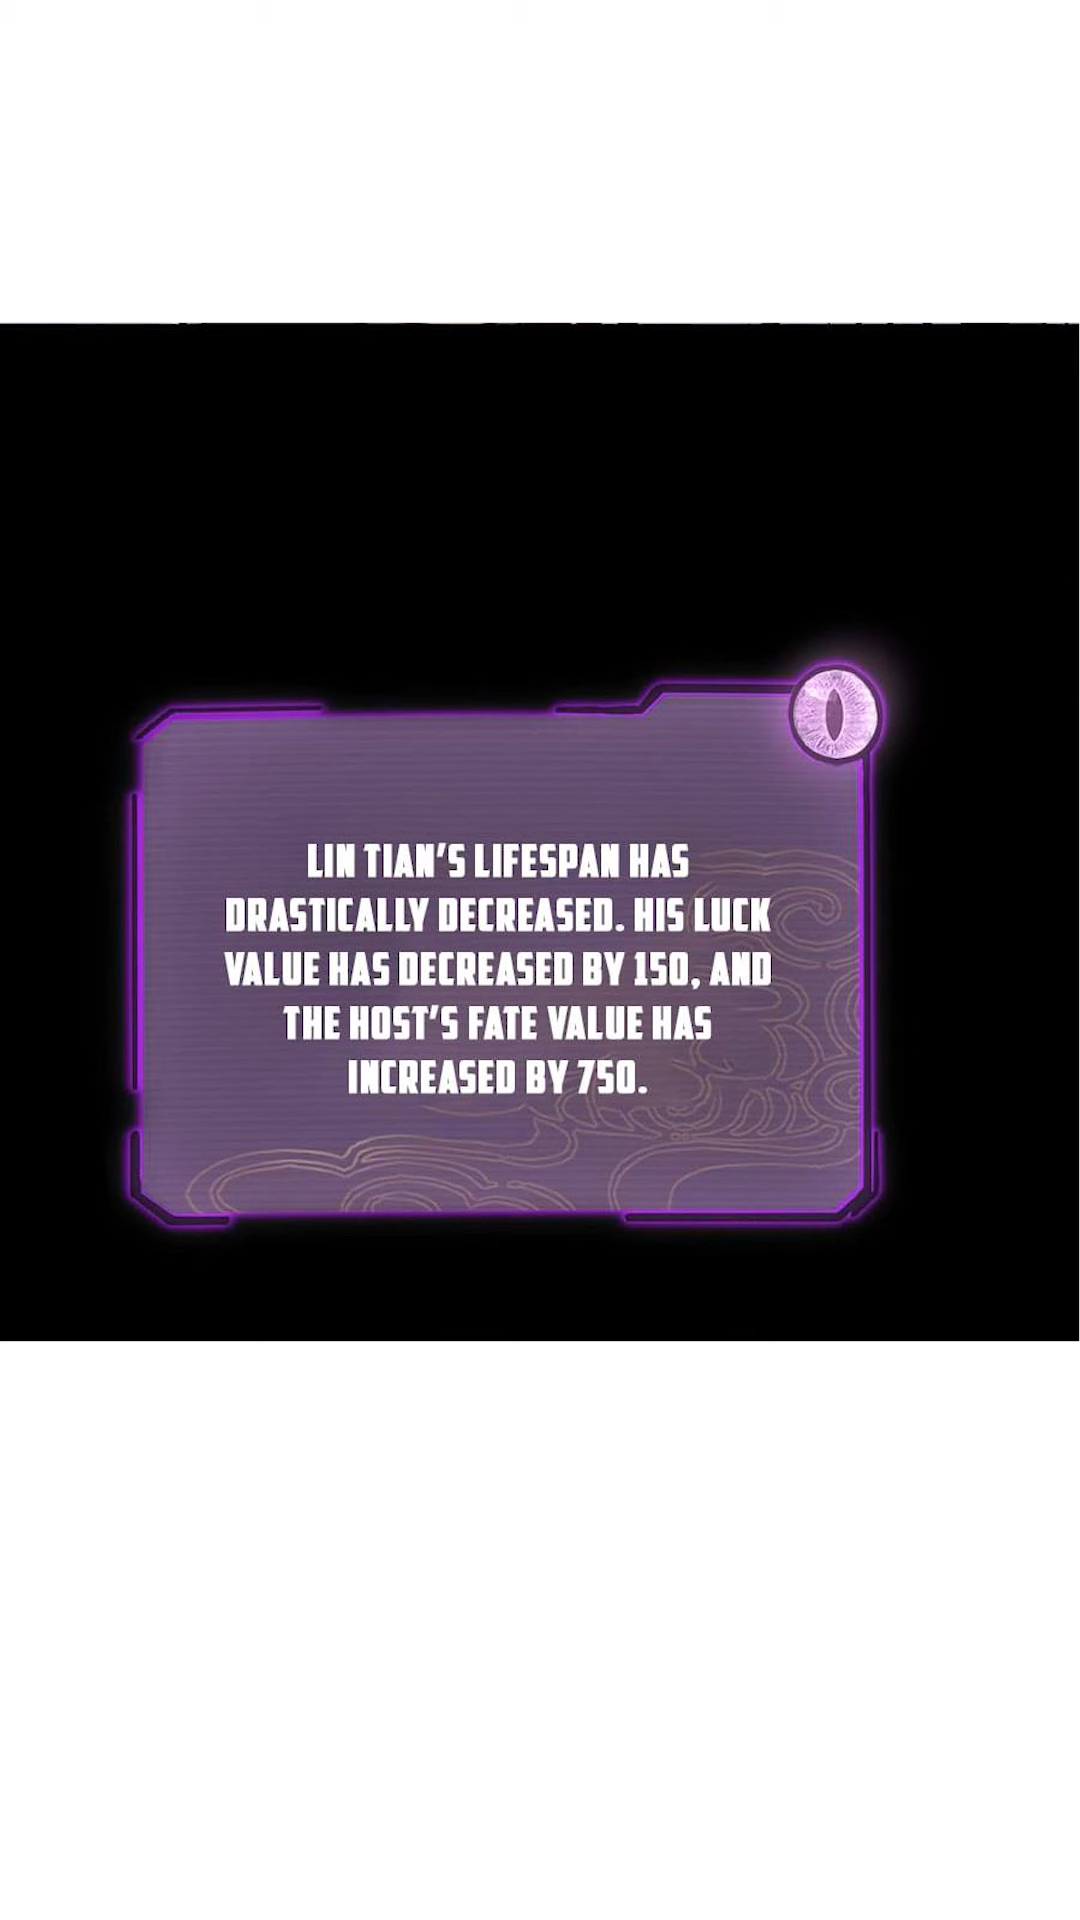 LIN TIAN'S LIFESPAN HAS
DRASTICALLY DECREASED. HIS LUCK
VALUE HAS DECREASED BY 150, AND
THE HOST'S FATE VALUE HAS
INCREASED BY 750.